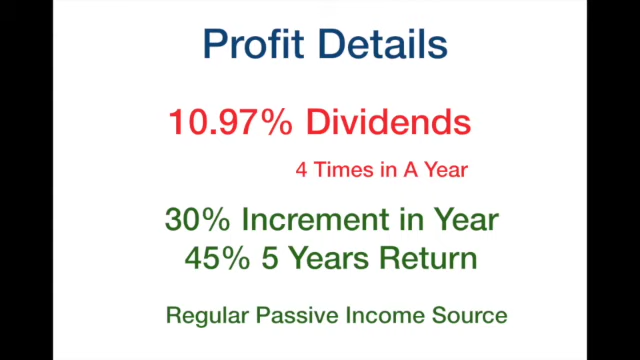 Profit Details
10.97% Dividends
4 Times in A Year
30% Increment in Year
45% 5 Years Return
Regular Passive Income Source